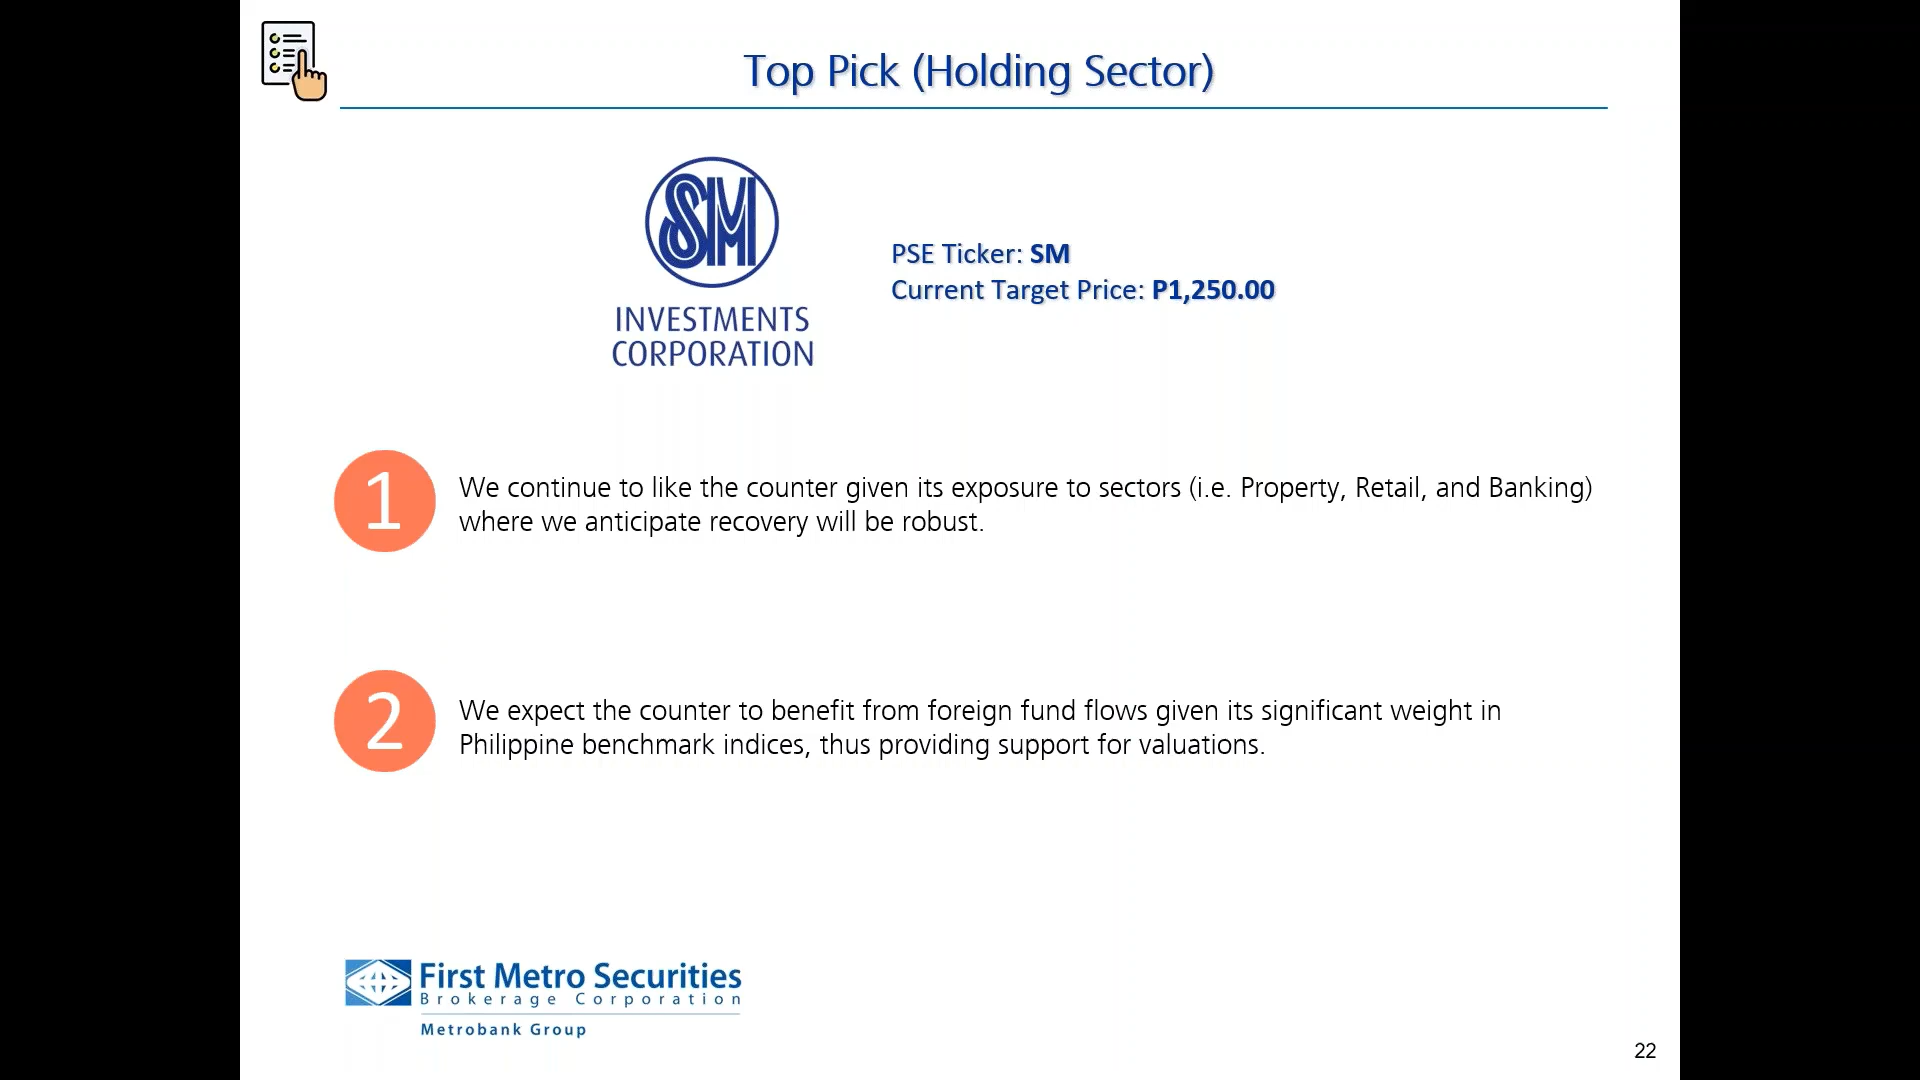 Top Pick (Holding Sector)
SM
INVESTMENTS
CORPORATION
PSE Ticker: SM
Current Target Price: P1,250.00
1
We continue to like the counter given its exposure to sectors (i.e. Property, Retail, and Banking)
where we anticipate recovery will be robust.
2
We expect the counter to benefit from foreign fund flows given its significant weight in
Philippine benchmark indices, thus providing support for valuations.
First Metro Securities
Brokerage Corporation
Metrobank Group
22